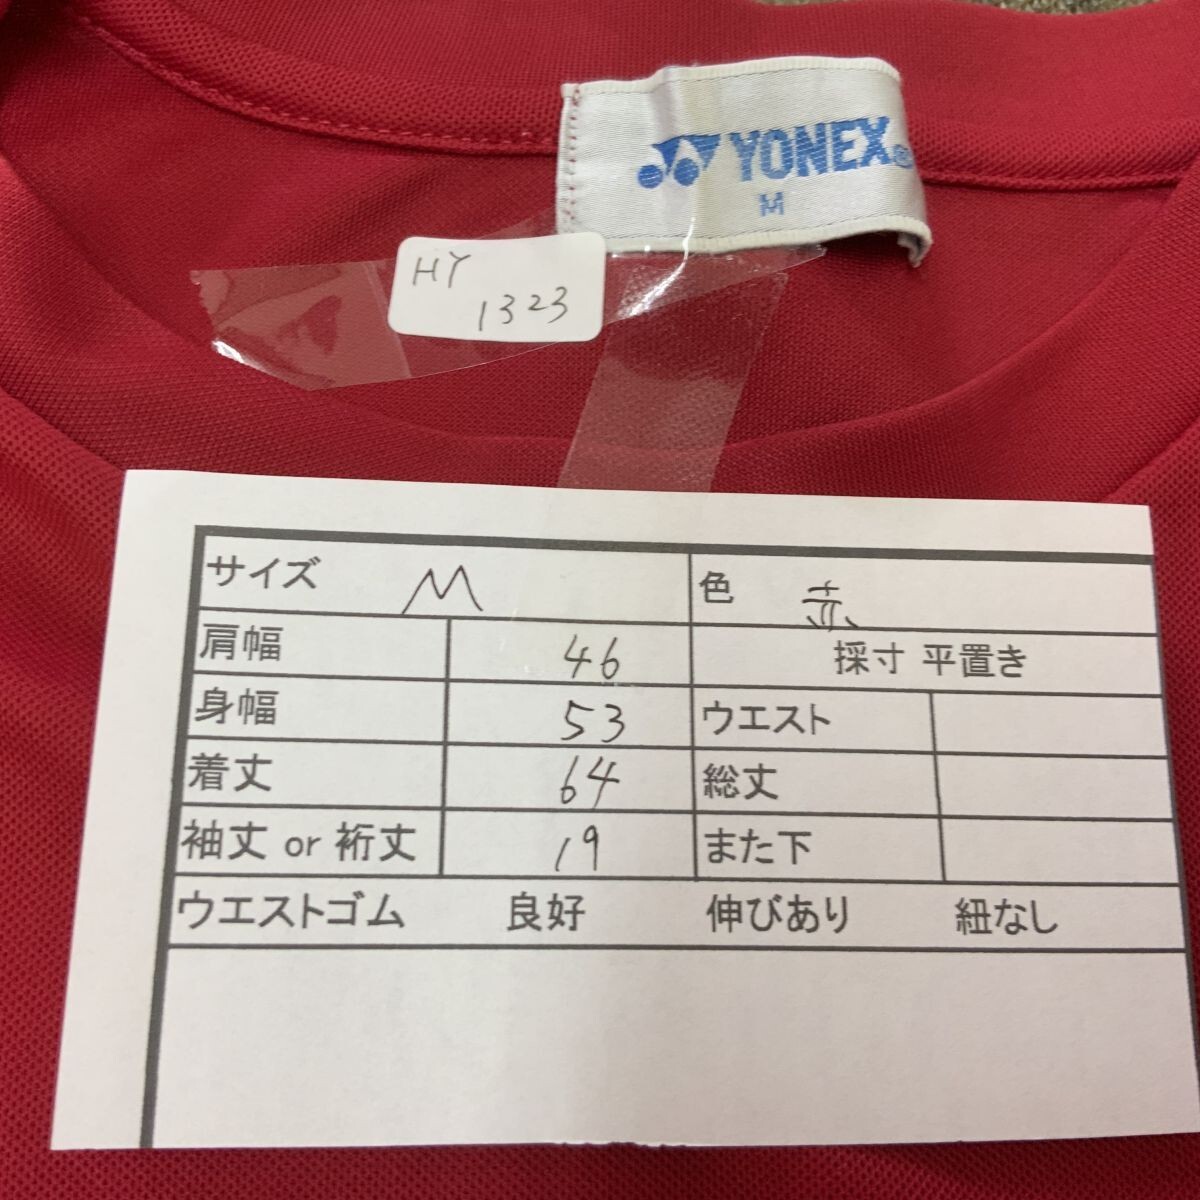 YONEX
M
HY
1323
サイズ M 色 赤
肩幅 46 採寸 平置き
身幅 53 ウエスト
着丈 64 総丈
袖丈 or 裄丈 19 また下
ウエストゴム 良好 伸びあり 紐なし